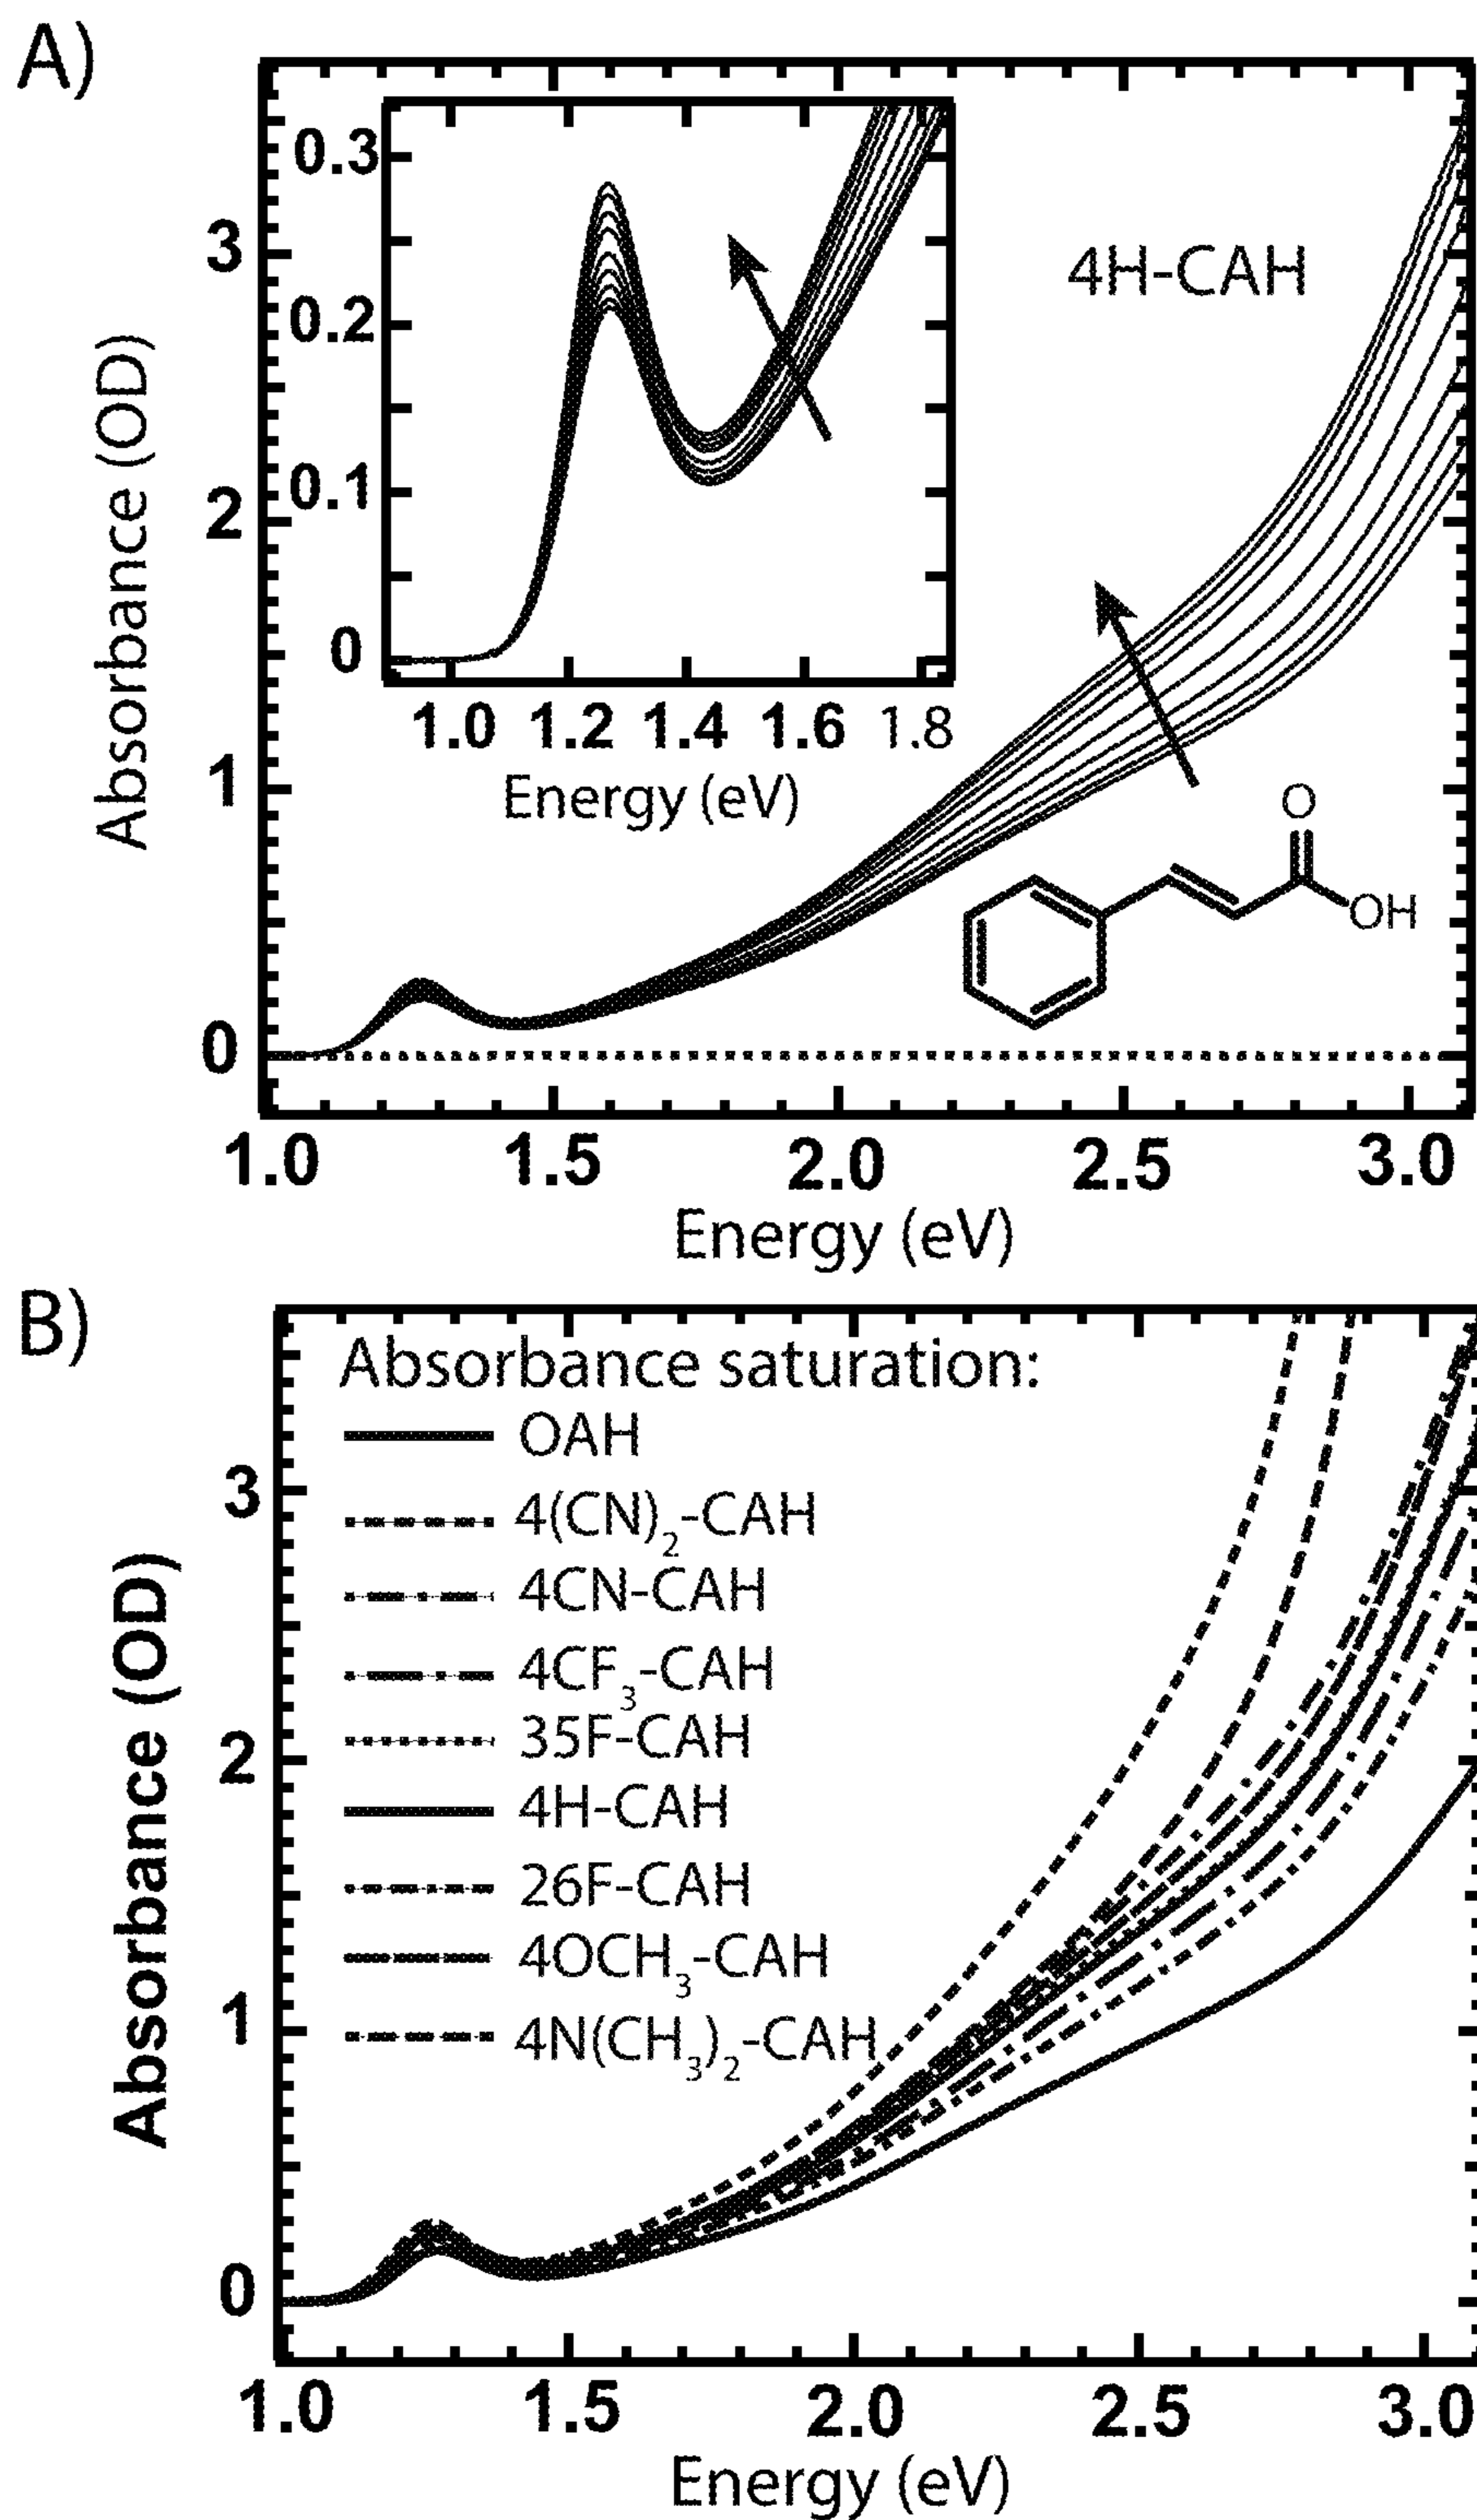 A)
4H-CAH
Absorbance (OD)
3
2
1
0
0.3
0.2
0.1
0
1.0 1.2 1.4 1.6 1.8
Energy (eV)
O
OH
1.0 1.5 2.0 2.5 3.0
Energy (eV)
B)
Absorbance saturation:
OAH
4(CN)2-CAH
4CN-CAH
4CF3-CAH
35F-CAH
4H-CAH
26F-CAH
4OCH3-CAH
4N(CH3)2-CAH
Absorbance (OD)
3
2
1
0
1.0 1.5 2.0 2.5 3.0
Energy (eV)